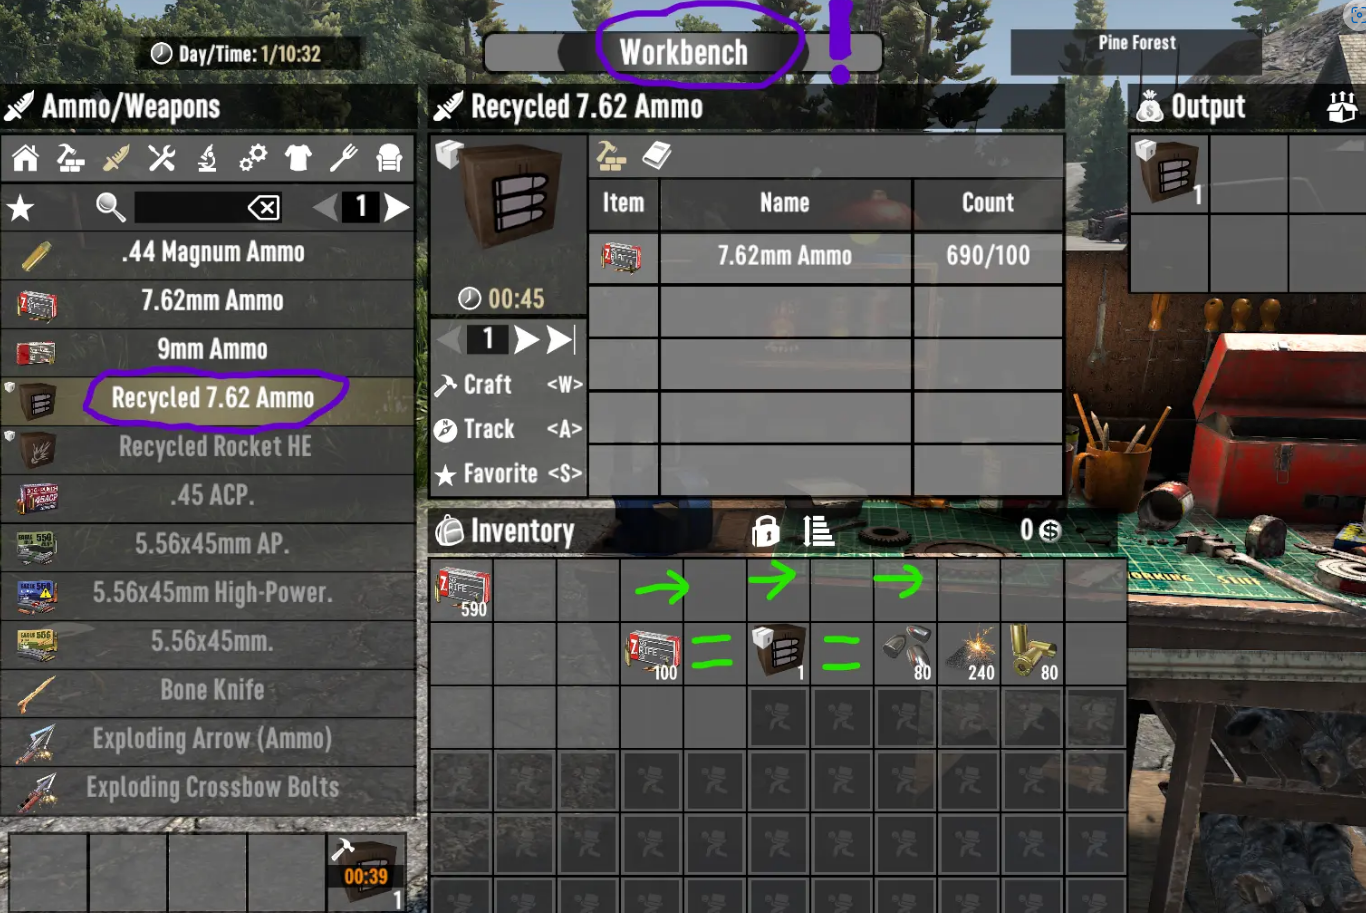 Day/Time: 1/10:32
Workbench
!
Pine Forest
Ammo/Weapons
Recycled 7.62 Ammo
Output
1
1
Item
Name
Count
.44 Magnum Ammo
7.62mm Ammo
690/100
7.62mm Ammo
00:45
9mm Ammo
1
Recycled 7.62 Ammo
Craft
<W>
Recycled Rocket HE
Track
<A>
Favorite
<S>
.45 ACP.
5.56x45mm AP.
Inventory
0
5.56x45mm High-Power.
590
5.56x45mm.
100
=
1
=
80
240
80
Bone Knife
Exploding Arrow (Ammo)
Exploding Crossbow Bolts
00:39
1
WORKING STIFF